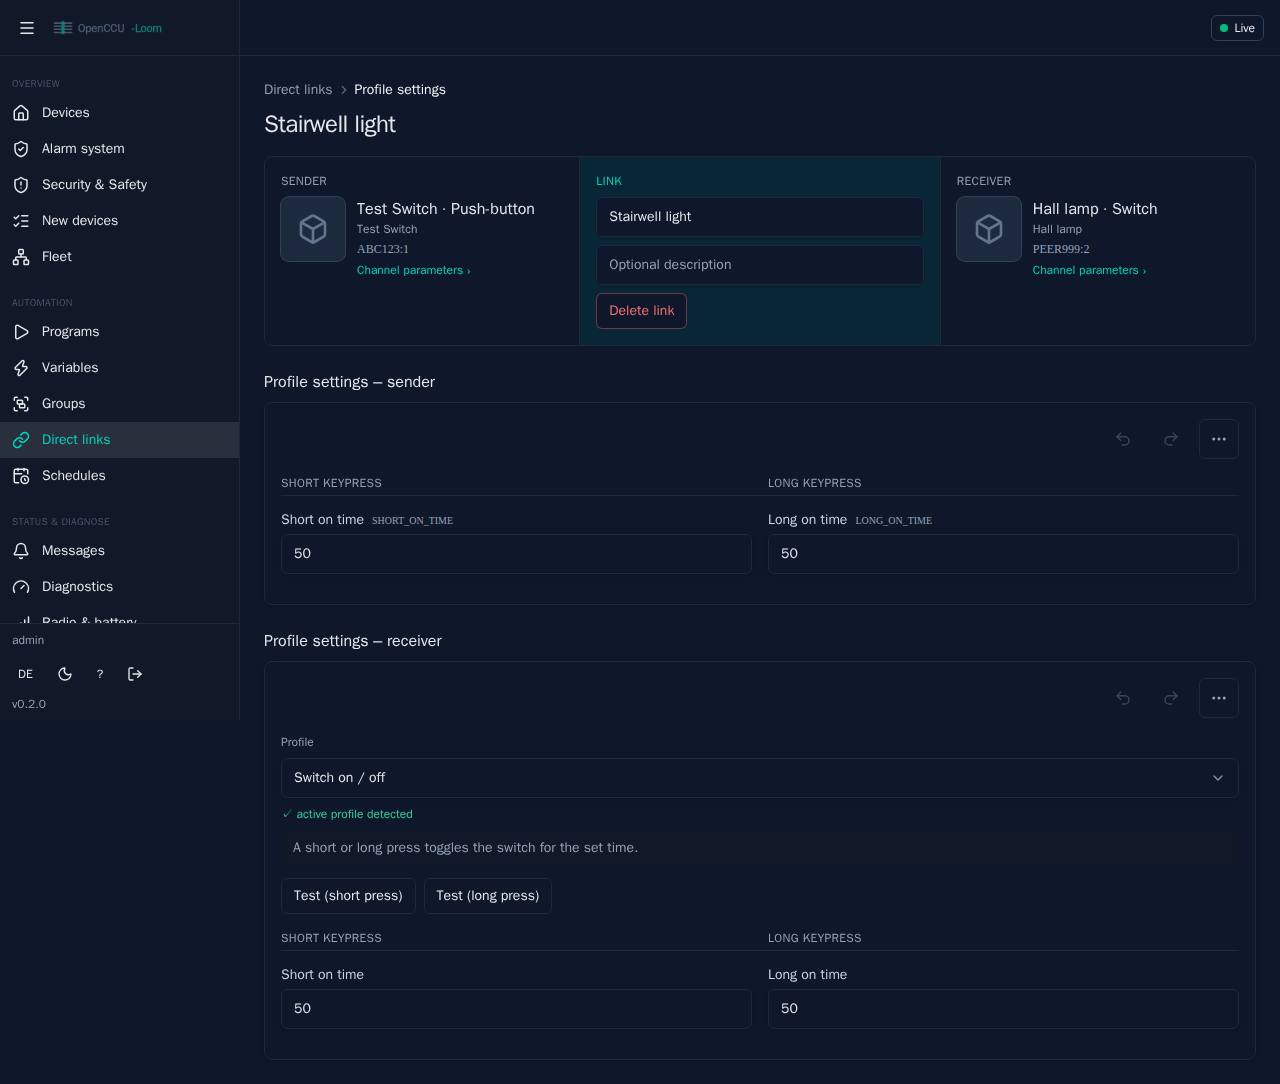 OpenCCU -Loom
Live
OVERVIEW
Devices
Alarm system
Security & Safety
New devices
Fleet
AUTOMATION
Programs
Variables
Groups
Direct links
Schedules
STATUS & DIAGNOSE
Messages
Diagnostics
Radio & battery
admin
DE
?
v0.2.0
Direct links › Profile settings
Stairwell light
SENDER
Test Switch · Push-button
Test Switch
ABC123:1
Channel parameters ›
LINK
Stairwell light
Optional description
Delete link
RECEIVER
Hall lamp · Switch
Hall lamp
PEER999:2
Channel parameters ›
Profile settings – sender
SHORT KEYPRESS
Short on time SHORT_ON_TIME
50
LONG KEYPRESS
Long on time LONG_ON_TIME
50
Profile settings – receiver
Profile
Switch on / off
✓ active profile detected
A short or long press toggles the switch for the set time.
Test (short press)
Test (long press)
SHORT KEYPRESS
Short on time
50
LONG KEYPRESS
Long on time
50